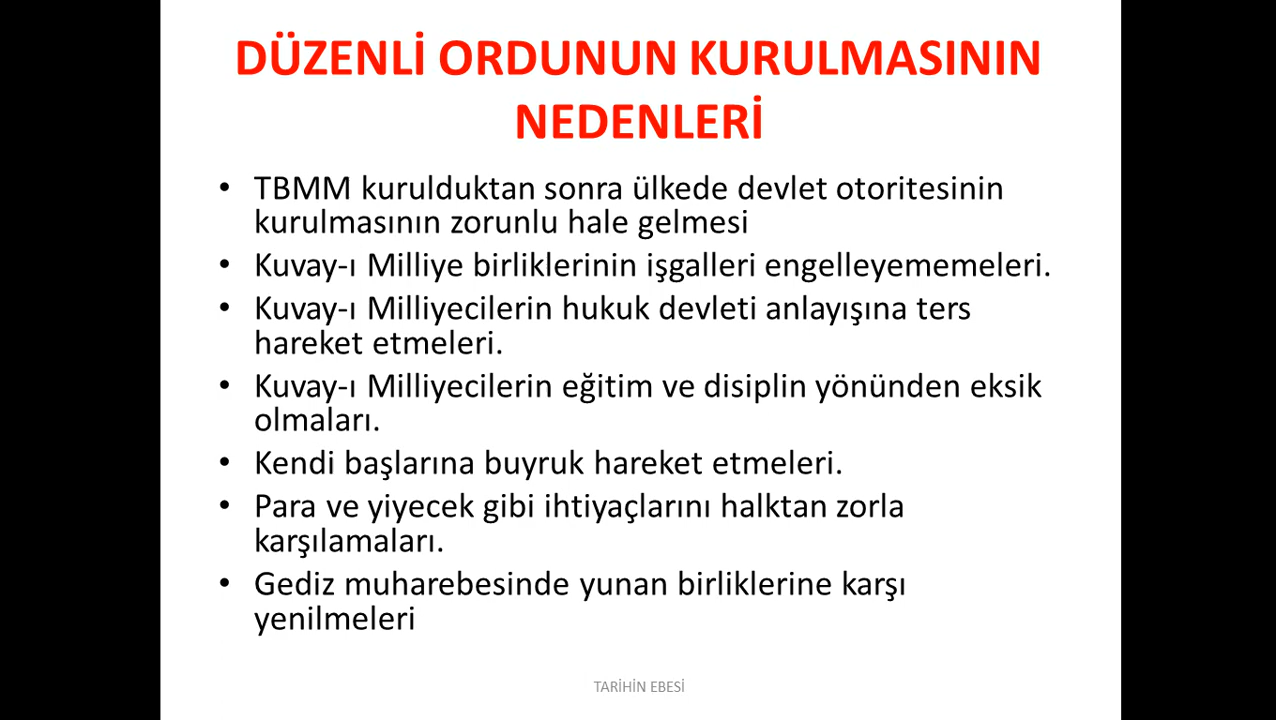 DÜZENLİ ORDUNUN KURULMASININ
NEDENLERİ
• TBMM kurulduktan sonra ülkede devlet otoritesinin
kurulmasının zorunlu hale gelmesi
• Kuvay-ı Milliye birliklerinin işgalleri engelleyememeleri.
• Kuvay-ı Milliyecilerin hukuk devleti anlayışına ters
hareket etmeleri.
• Kuvay-ı Milliyecilerin eğitim ve disiplin yönünden eksik
olmaları.
• Kendi başlarına buyruk hareket etmeleri.
• Para ve yiyecek gibi ihtiyaçlarını halktan zorla
karşılamaları.
• Gediz muharebesinde yunan birliklerine karşı
yenilmeleri
TARİHİN EBESİ